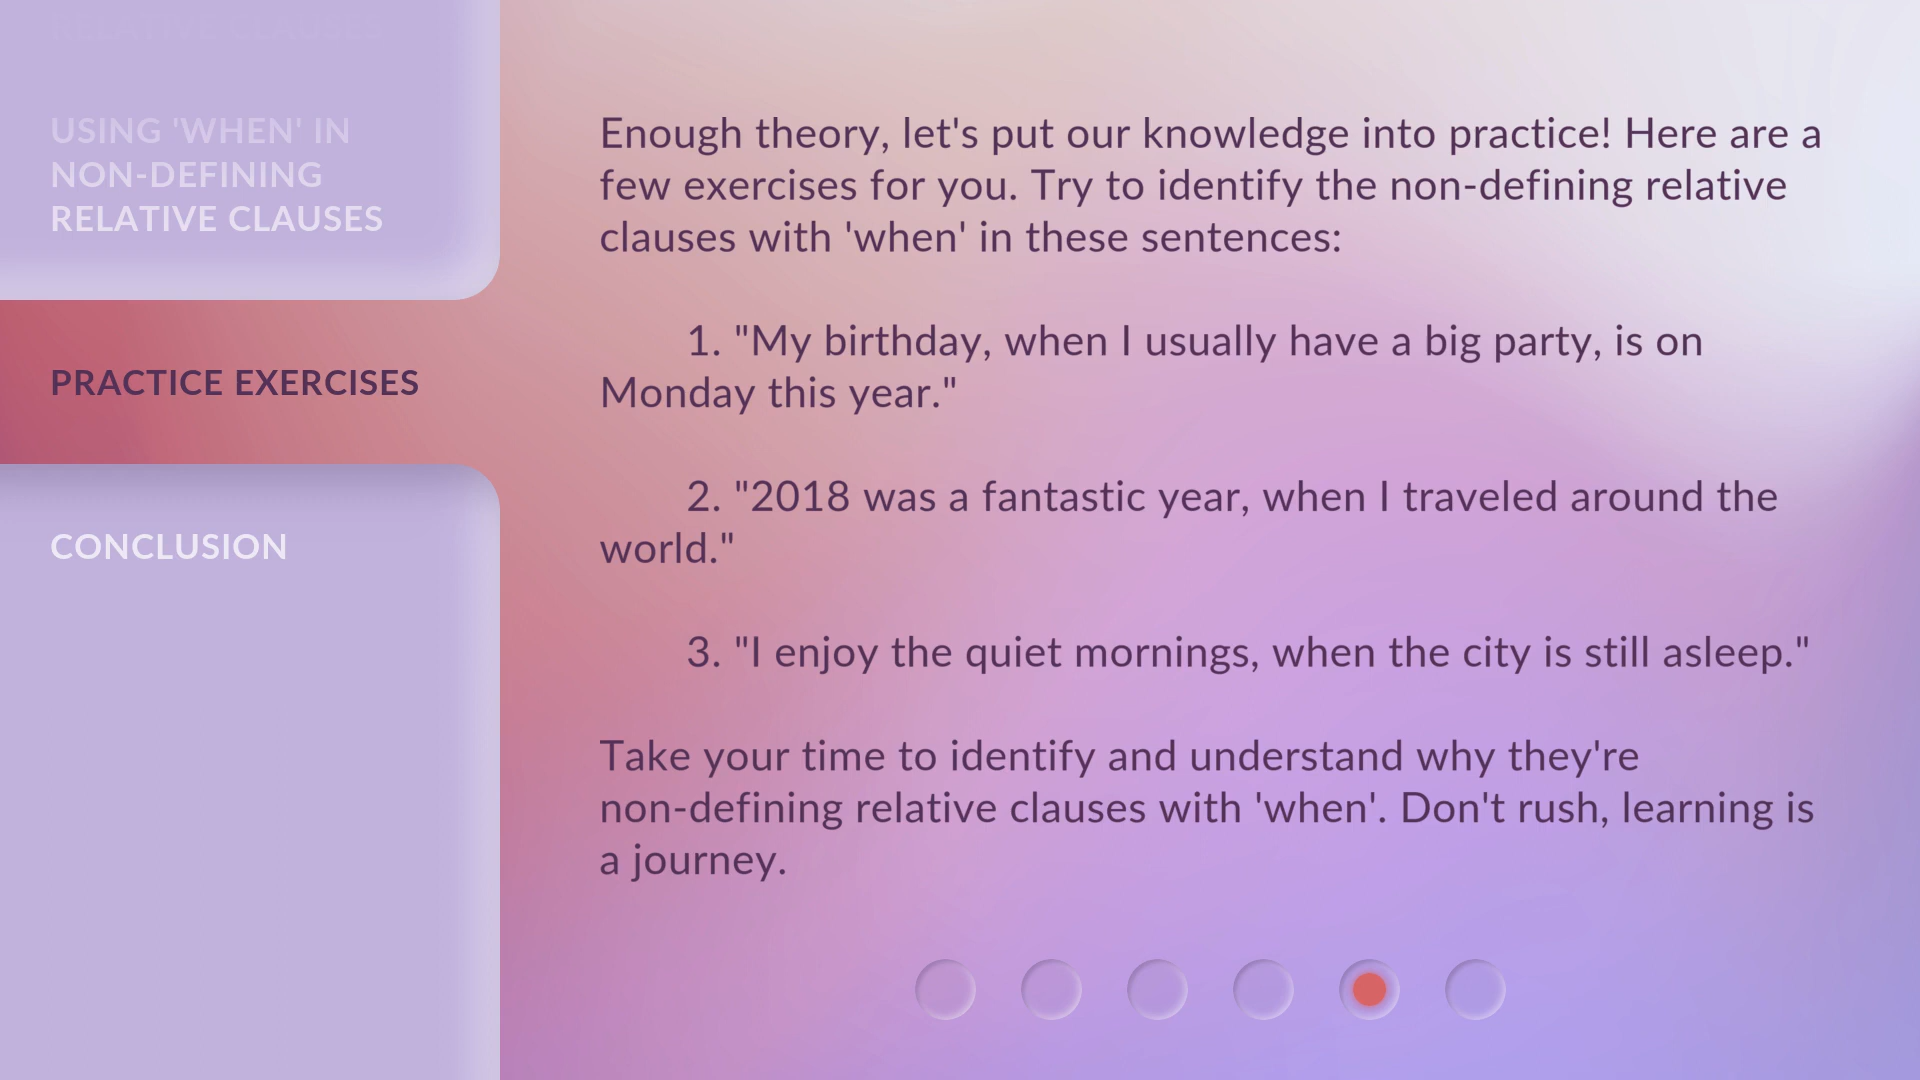 RELATIVE CLAUSES
USING 'WHEN' IN
NON-DEFINING
RELATIVE CLAUSES
PRACTICE EXERCISES
CONCLUSION
Enough theory, let's put our knowledge into practice! Here are a
few exercises for you. Try to identify the non-defining relative
clauses with 'when' in these sentences:
1. "My birthday, when I usually have a big party, is on
Monday this year."
2. "2018 was a fantastic year, when I traveled around the
world."
3. "I enjoy the quiet mornings, when the city is still asleep."
Take your time to identify and understand why they're
non-defining relative clauses with 'when'. Don't rush, learning is
a journey.